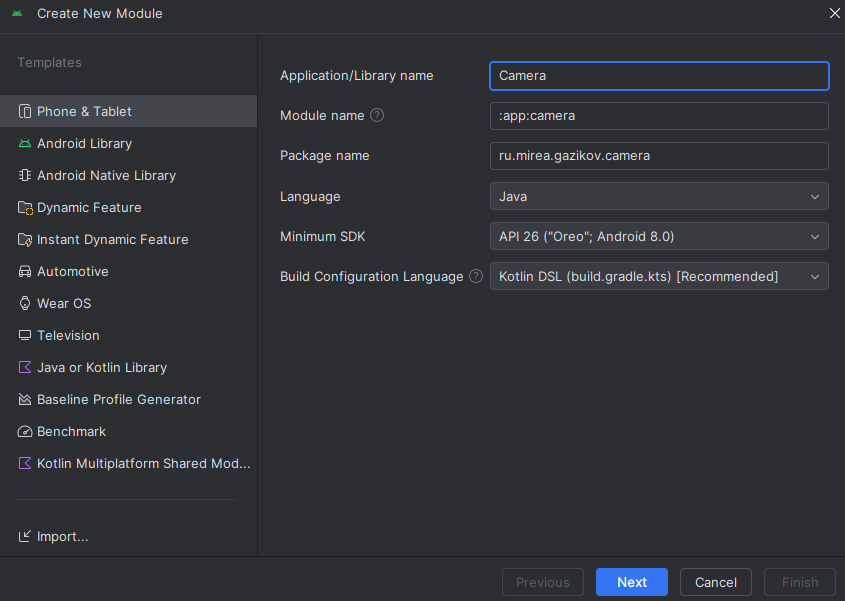 Create New Module
Templates
Phone & Tablet
Android Library
Android Native Library
Dynamic Feature
Instant Dynamic Feature
Automotive
Wear OS
Television
Java or Kotlin Library
Baseline Profile Generator
Benchmark
Kotlin Multiplatform Shared Mod...
Import...
Application/Library name Camera
Module name ? :app:camera
Package name ru.mirea.gazikov.camera
Language Java
Minimum SDK API 26 ("Oreo"; Android 8.0)
Build Configuration Language ? Kotlin DSL (build.gradle.kts) [Recommended]
Previous Next Cancel Finish